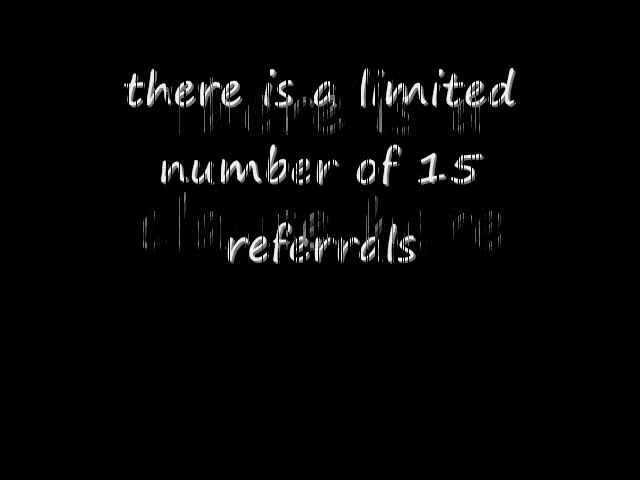 there is a limited
number of 15
referrals